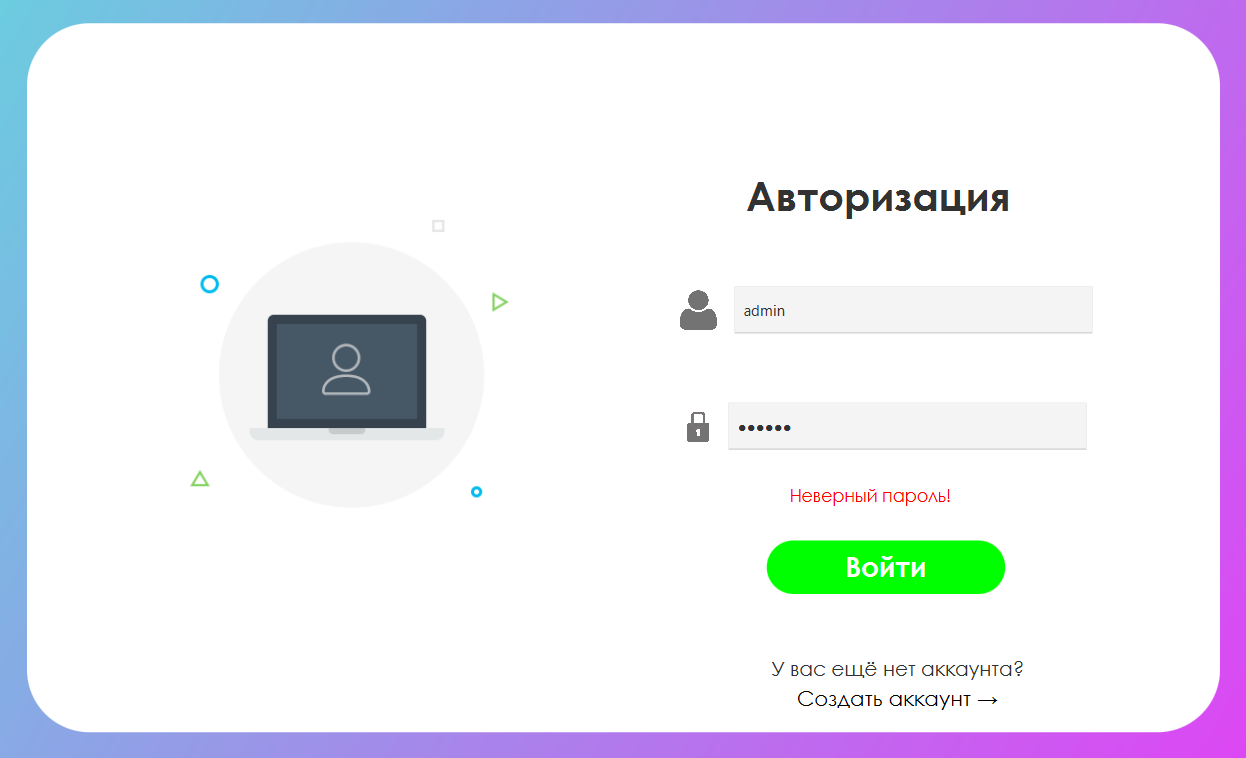 Авторизация
admin
••••••
Неверный пароль!
Войти
У вас ещё нет аккаунта?
Создать аккаунт →